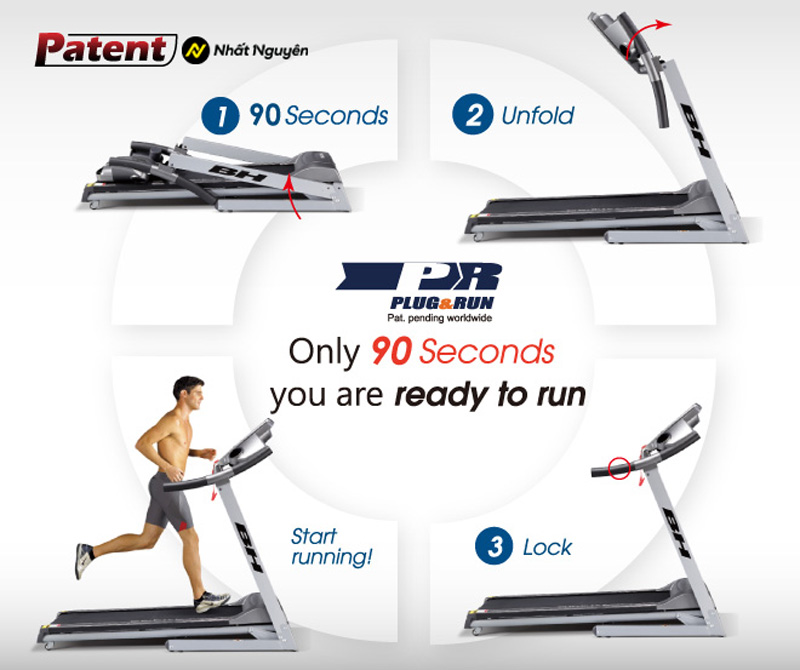 Patent Nhất Nguyên
1 90 Seconds
2 Unfold
BH
BH
PR
PLUG&RUN
Pat. pending worldwide
Only 90 Seconds
you are ready to run
Start
running!
3 Lock
BH
BH